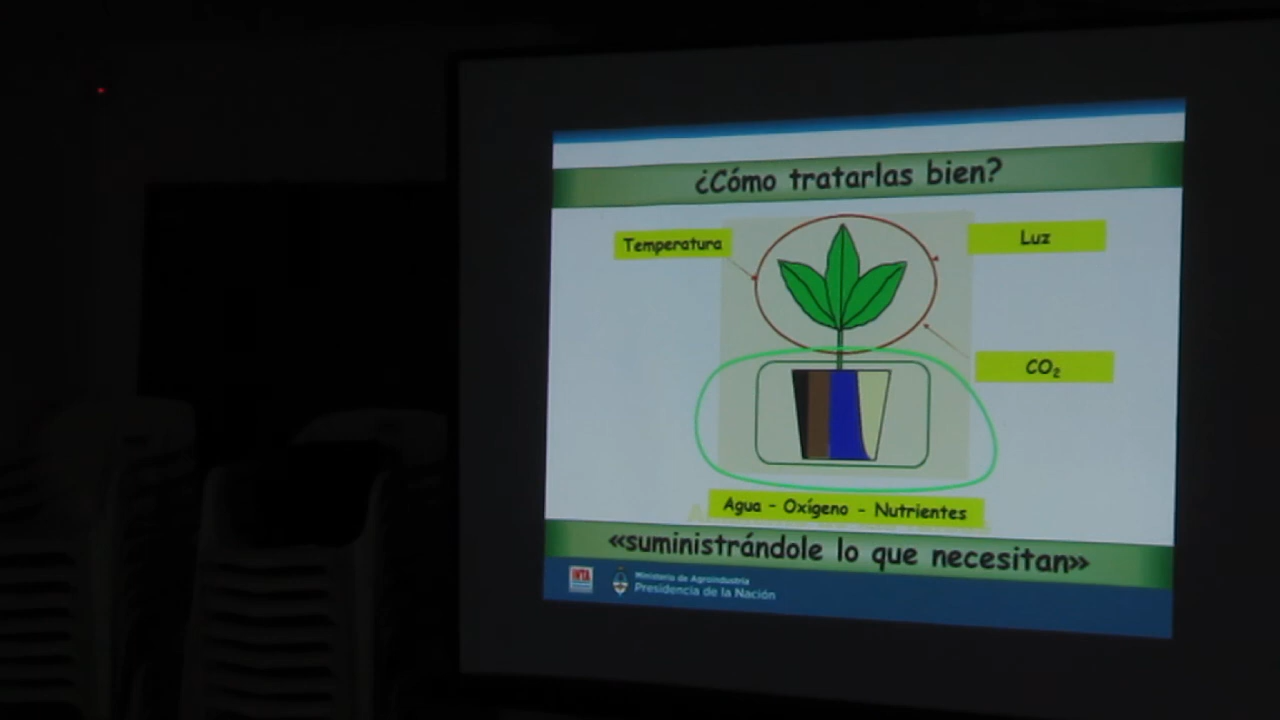 ¿Cómo tratarlas bien?
Temperatura
Luz
CO₂
Agua - Oxígeno - Nutrientes
«suministrándole lo que necesitan»
INTA
Ministerio de Agroindustria
Presidencia de la Nación